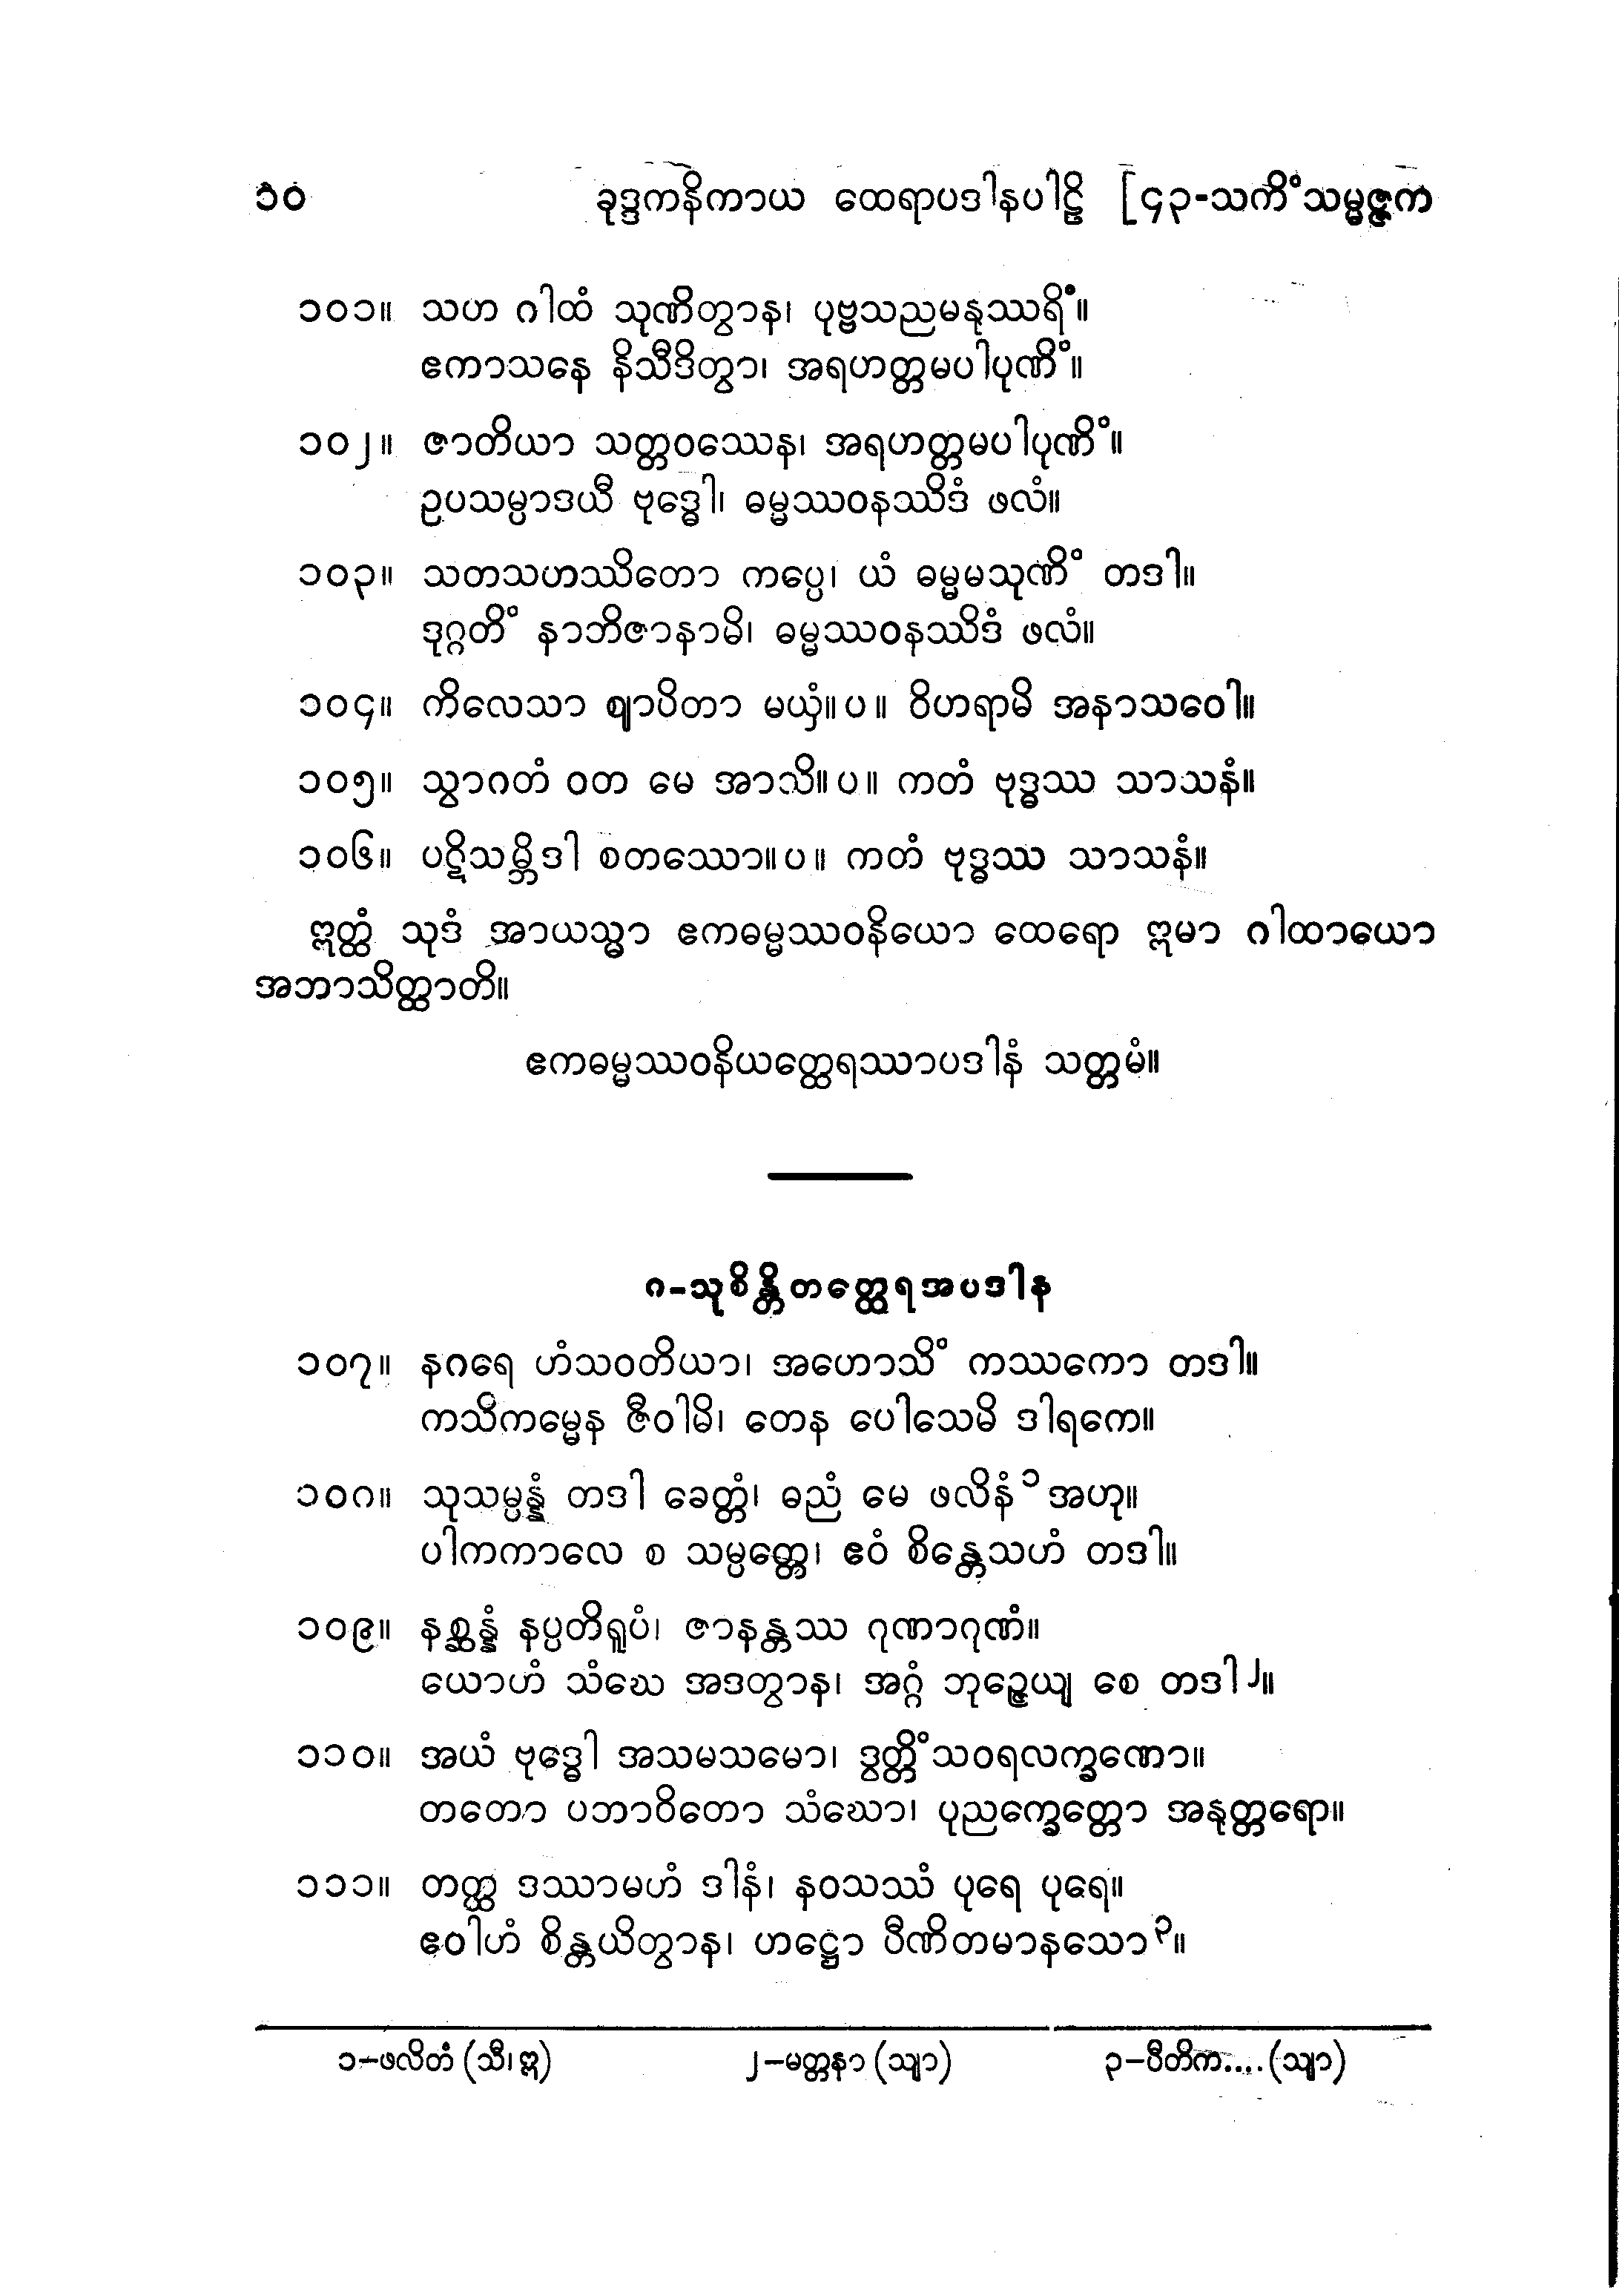 ၁၀ ခုဒ္ဒကနိကာယ ထေရာပဒါနပါဠိ [၄၃-သကိံသမ္မဇ္ဇက
၁၀၁။ သဟ ဂါထံ သုဏိတွာန၊ ပုဗ္ဗသညမနုဿရိံ။
ဧကာသနေ နိသီဒိတွာ၊ အရဟတ္တမပါပုဏိံ။
၁၀၂။ ဇာတိယာ သတ္တဝဿေန၊ အရဟတ္တမပါပုဏိံ။
ဥပသမ္ပာဒယီ ဗုဒ္ဓေါ၊ ဓမ္မဿဝနဿိဒံ ဖလံ။
၁၀၃။ သတသဟဿိတော ကပ္ပေ၊ ယံ ဓမ္မမသုဏိံ တဒါ။
ဒုဂ္ဂတိံ နာဘိဇာနာမိ၊ ဓမ္မဿဝနဿိဒံ ဖလံ။
၁၀၄။ ကိလေသာ ဈာပိတာ မယှံ။ပ။ ဝိဟရာမိ အနာသဝေါ။
၁၀၅။ သွာဂတံ ဝတ မေ အာသိ။ပ။ ကတံ ဗုဒ္ဓဿ သာသနံ။
၁၀၆။ ပဋိသမ္ဘိဒါ စတဿော။ပ။ ကတံ ဗုဒ္ဓဿ သာသနံ။
ဣတ္ထံ သုဒံ အာယသ္မာ ဧကဓမ္မဿဝနိယော ထေရော ဣမာ ဂါထာယော
အဘာသိတ္ထာတိ။
ဧကဓမ္မဿဝနိယတ္ထေရဿာပဒါနံ သတ္တမံ။
၈-သုစိန္တိတတ္ထေရအပဒါန
၁၀၇။ နဂရေ ဟံသဝတိယာ၊ အဟောသိံ ကဿကော တဒါ။
ကသိကမ္မေန ဇီဝါမိ၊ တေန ပေါသေမိ ဒါရကေ။
၁၀၈။ သုသမ္ပန္နံ တဒါ ခေတ္တံ၊ ဓညံ မေ ဖလိနံ၁ အဟု။
ပါကကာလေ စ သမ္ပတ္တေ၊ ဧဝံ စိန္တေသဟံ တဒါ။
၁၀၉။ နစ္ဆန္နံ နပ္ပတိရူပံ၊ ဇာနန္တဿ ဂုဏာဂုဏံ။
ယောဟံ သံဃေ အဒတွာန၊ အဂ္ဂံ ဘုဉ္ဇေယျ စေ တဒါ၂။
၁၁၀။ အယံ ဗုဒ္ဓေါ အသမသမော၊ ဒွတ္တိံသဝရလက္ခဏော။
တတော ပဘာဝိတော သံဃော၊ ပုညက္ခေတ္တော အနုတ္တရော။
၁၁၁။ တတ္ထ ဒဿာမဟံ ဒါနံ၊ နဝသဿံ ပုရေ ပုရေ။
ဧဝါဟံ စိန္တယိတွာန၊ ဟဋ္ဌော ပီဏိတမာနသော၃။
၁–ဖလိတံ (သီ၊ဣ) ၂–မတ္တနာ (သျာ) ၃–ပီတိက.... (သျာ)